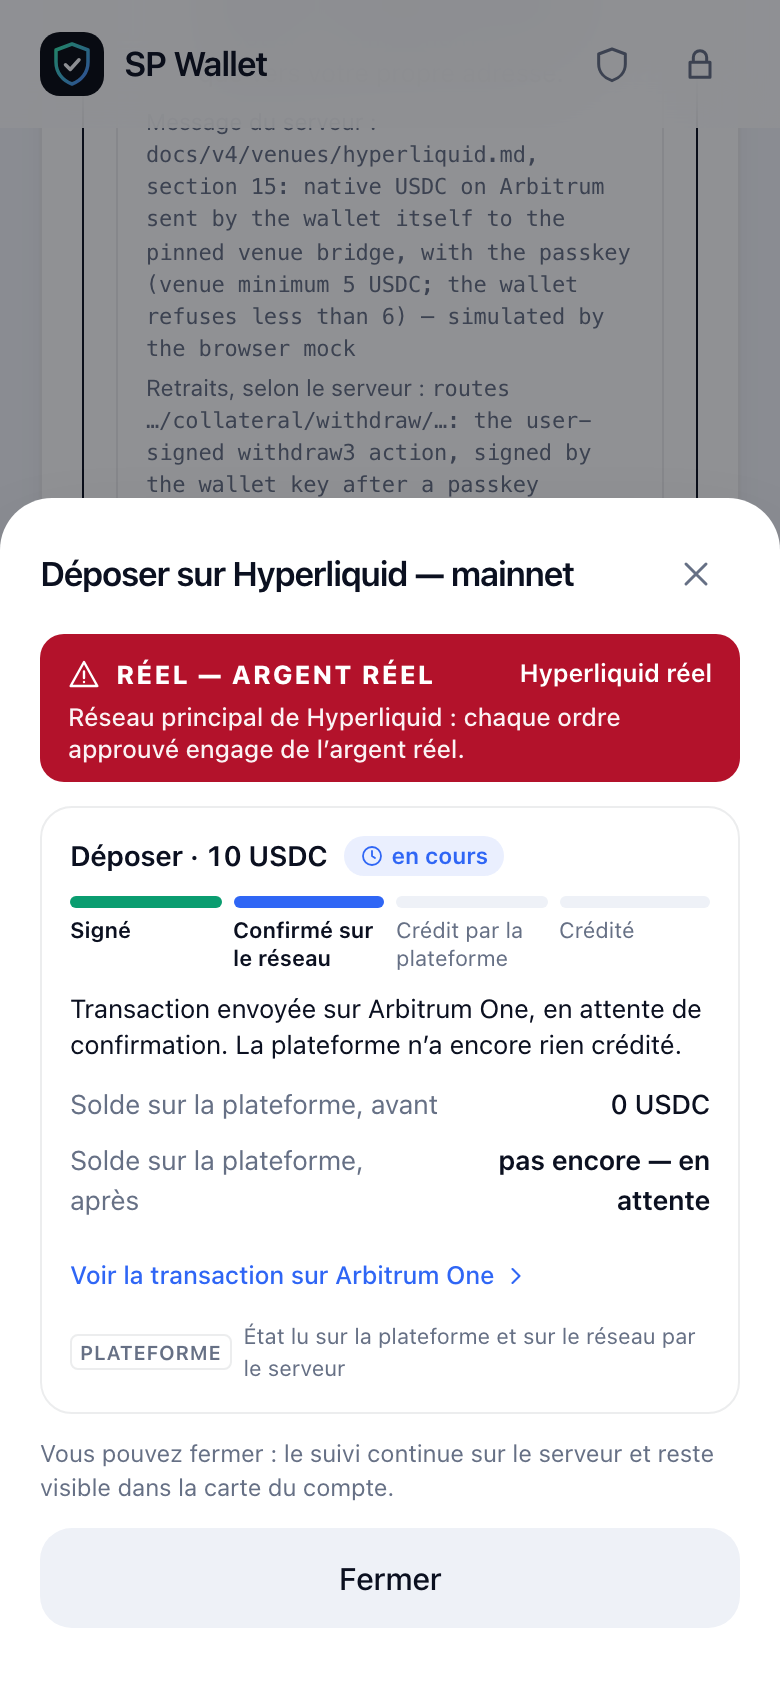 SP Wallet
Message du serveur :
docs/v4/venues/hyperliquid.md,
section 15: native USDC on Arbitrum
sent by the wallet itself to the
pinned venue bridge, with the passkey
(venue minimum 5 USDC; the wallet
refuses less than 6) — simulated by
the browser mock
Retraits, selon le serveur : routes
…/collateral/withdraw/…: the user-
signed withdraw3 action, signed by
the wallet key after a passkey
Déposer sur Hyperliquid — mainnet
RÉEL — ARGENT RÉEL
Hyperliquid réel
Réseau principal de Hyperliquid : chaque ordre
approuvé engage de l’argent réel.
Déposer · 10 USDC
en cours
Signé
Confirmé sur
le réseau
Crédit par la
plateforme
Crédité
Transaction envoyée sur Arbitrum One, en attente de
confirmation. La plateforme n’a encore rien crédité.
Solde sur la plateforme, avant
0 USDC
Solde sur la plateforme,
après
pas encore — en
attente
Voir la transaction sur Arbitrum One
PLATEFORME
État lu sur la plateforme et sur le réseau par
le serveur
Vous pouvez fermer : le suivi continue sur le serveur et reste
visible dans la carte du compte.
Fermer